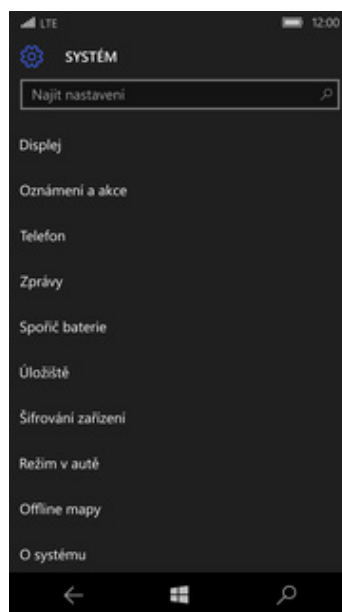 LTE 12:00
SYSTÉM
Najít nastavení
Displej
Oznámení a akce
Telefon
Zprávy
Spořič baterie
Úložiště
Šifrování zařízení
Režim v autě
Offline mapy
O systému